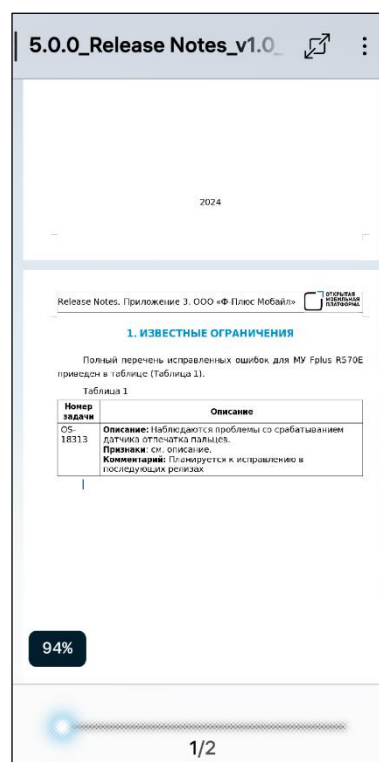 5.0.0_Release Notes_v1.0_
2024
Release Notes. Приложение 3. ООО «Ф-Плюс Мобайл»
ОТКРЫТАЯ
МОБИЛЬНАЯ
ПЛАТФОРМА
1. ИЗВЕСТНЫЕ ОГРАНИЧЕНИЯ
Полный перечень исправленных ошибок для МУ Fplus R570E
приведен в таблице (Таблица 1).
Таблица 1
Номер
задачи
Описание
OS-
18313
Описание: Наблюдаются проблемы со срабатыванием
датчика отпечатка пальцев.
Признаки: см. описание.
Комментарий: Планируется к исправлению в
последующих релизах
94%
1/2